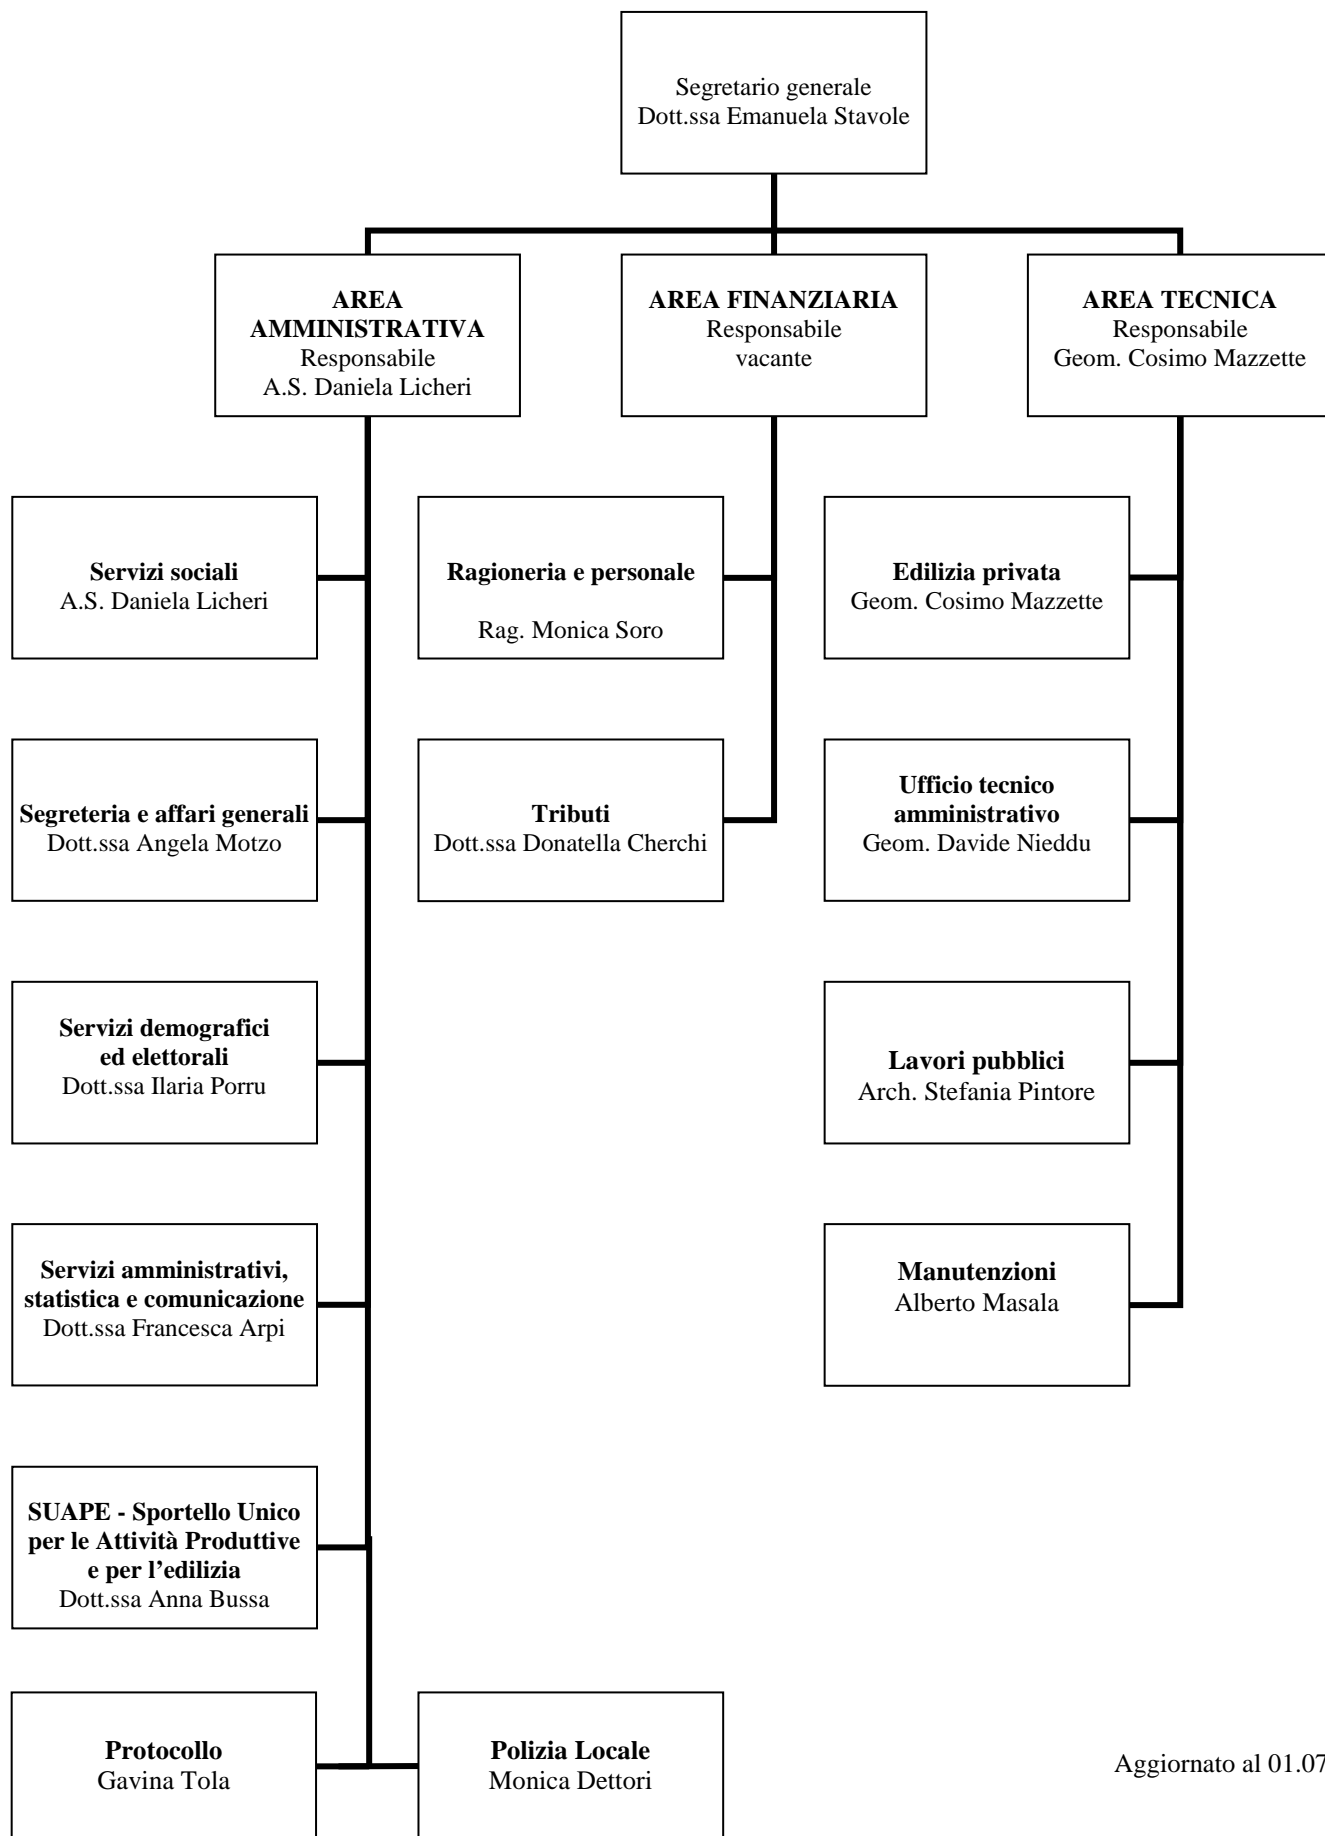 Segretario generale
Dott.ssa Emanuela Stavole
AREA
AMMINISTRATIVA
Responsabile
A.S. Daniela Licheri
AREA FINANZIARIA
Responsabile
vacante
AREA TECNICA
Responsabile
Geom. Cosimo Mazzette
Servizi sociali
A.S. Daniela Licheri
Ragioneria e personale
Rag. Monica Soro
Edilizia privata
Geom. Cosimo Mazzette
Segreteria e affari generali
Dott.ssa Angela Motzo
Tributi
Dott.ssa Donatella Cherchi
Ufficio tecnico
amministrativo
Geom. Davide Nieddu
Servizi demografici
ed elettorali
Dott.ssa Ilaria Porru
Lavori pubblici
Arch. Stefania Pintore
Servizi amministrativi,
statistica e comunicazione
Dott.ssa Francesca Arpi
Manutenzioni
Alberto Masala
SUAPE - Sportello Unico
per le Attività Produttive
e per l’edilizia
Dott.ssa Anna Bussa
Protocollo
Gavina Tola
Polizia Locale
Monica Dettori
Aggiornato al 01.07